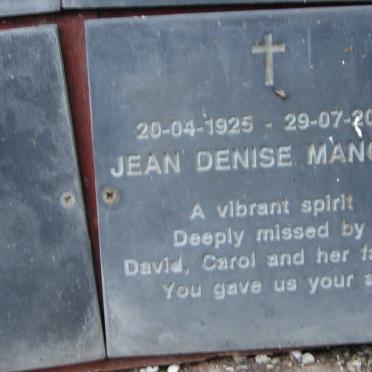 20-04-1925 - 29-07-20
JEAN DENISE MANG
A vibrant spirit
Deeply missed by
David, Carol and her fa
You gave us your a